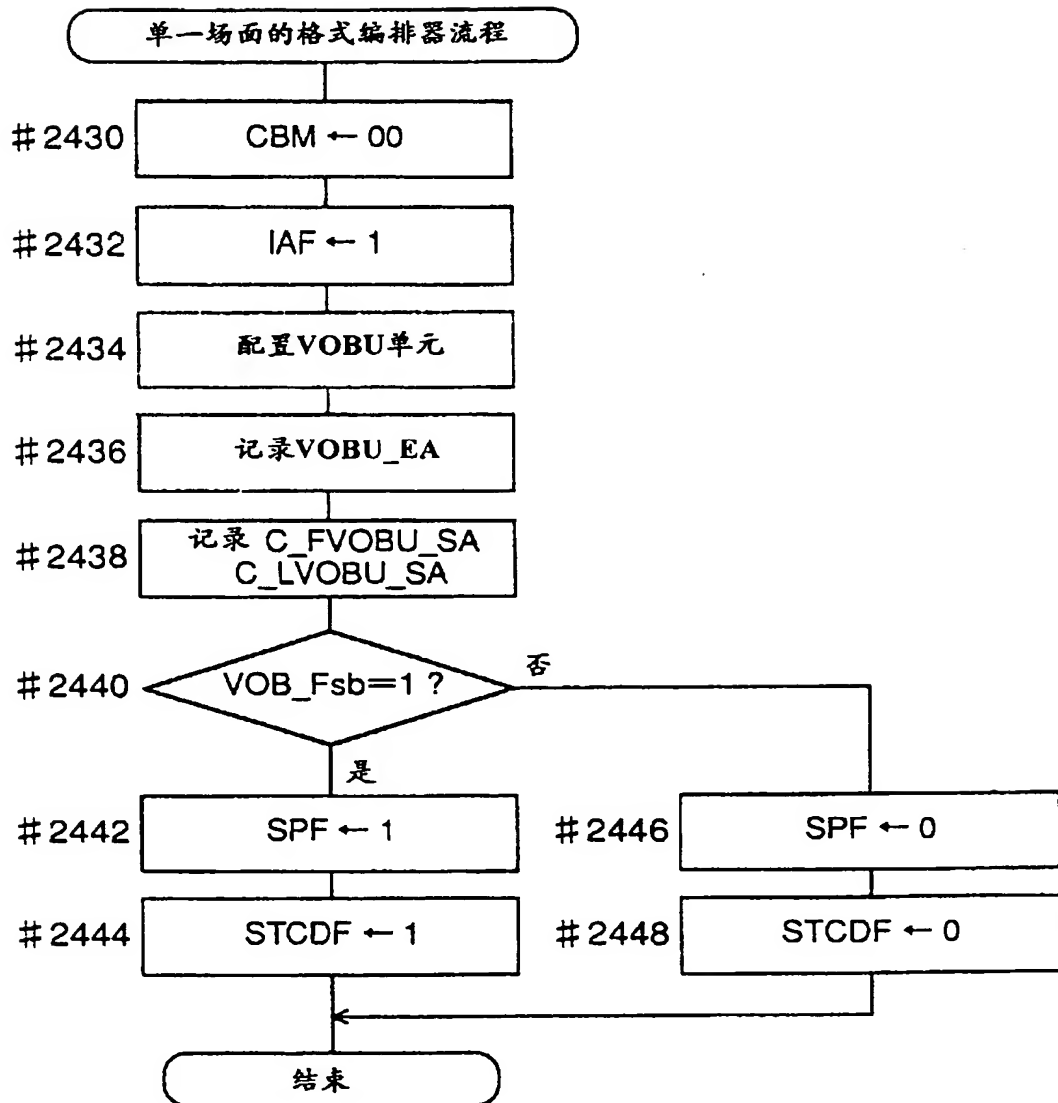 单一场面的格式编排器流程
#2430
CBM ← 00
#2432
IAF ← 1
#2434
配置VOBU单元
#2436
记录VOBU_EA
#2438
记录 C_FVOBU_SA
C_LVOBU_SA
#2440
VOB_Fsb=1 ?
否
是
#2442
SPF ← 1
#2446
SPF ← 0
#2444
STCDF ← 1
#2448
STCDF ← 0
结束